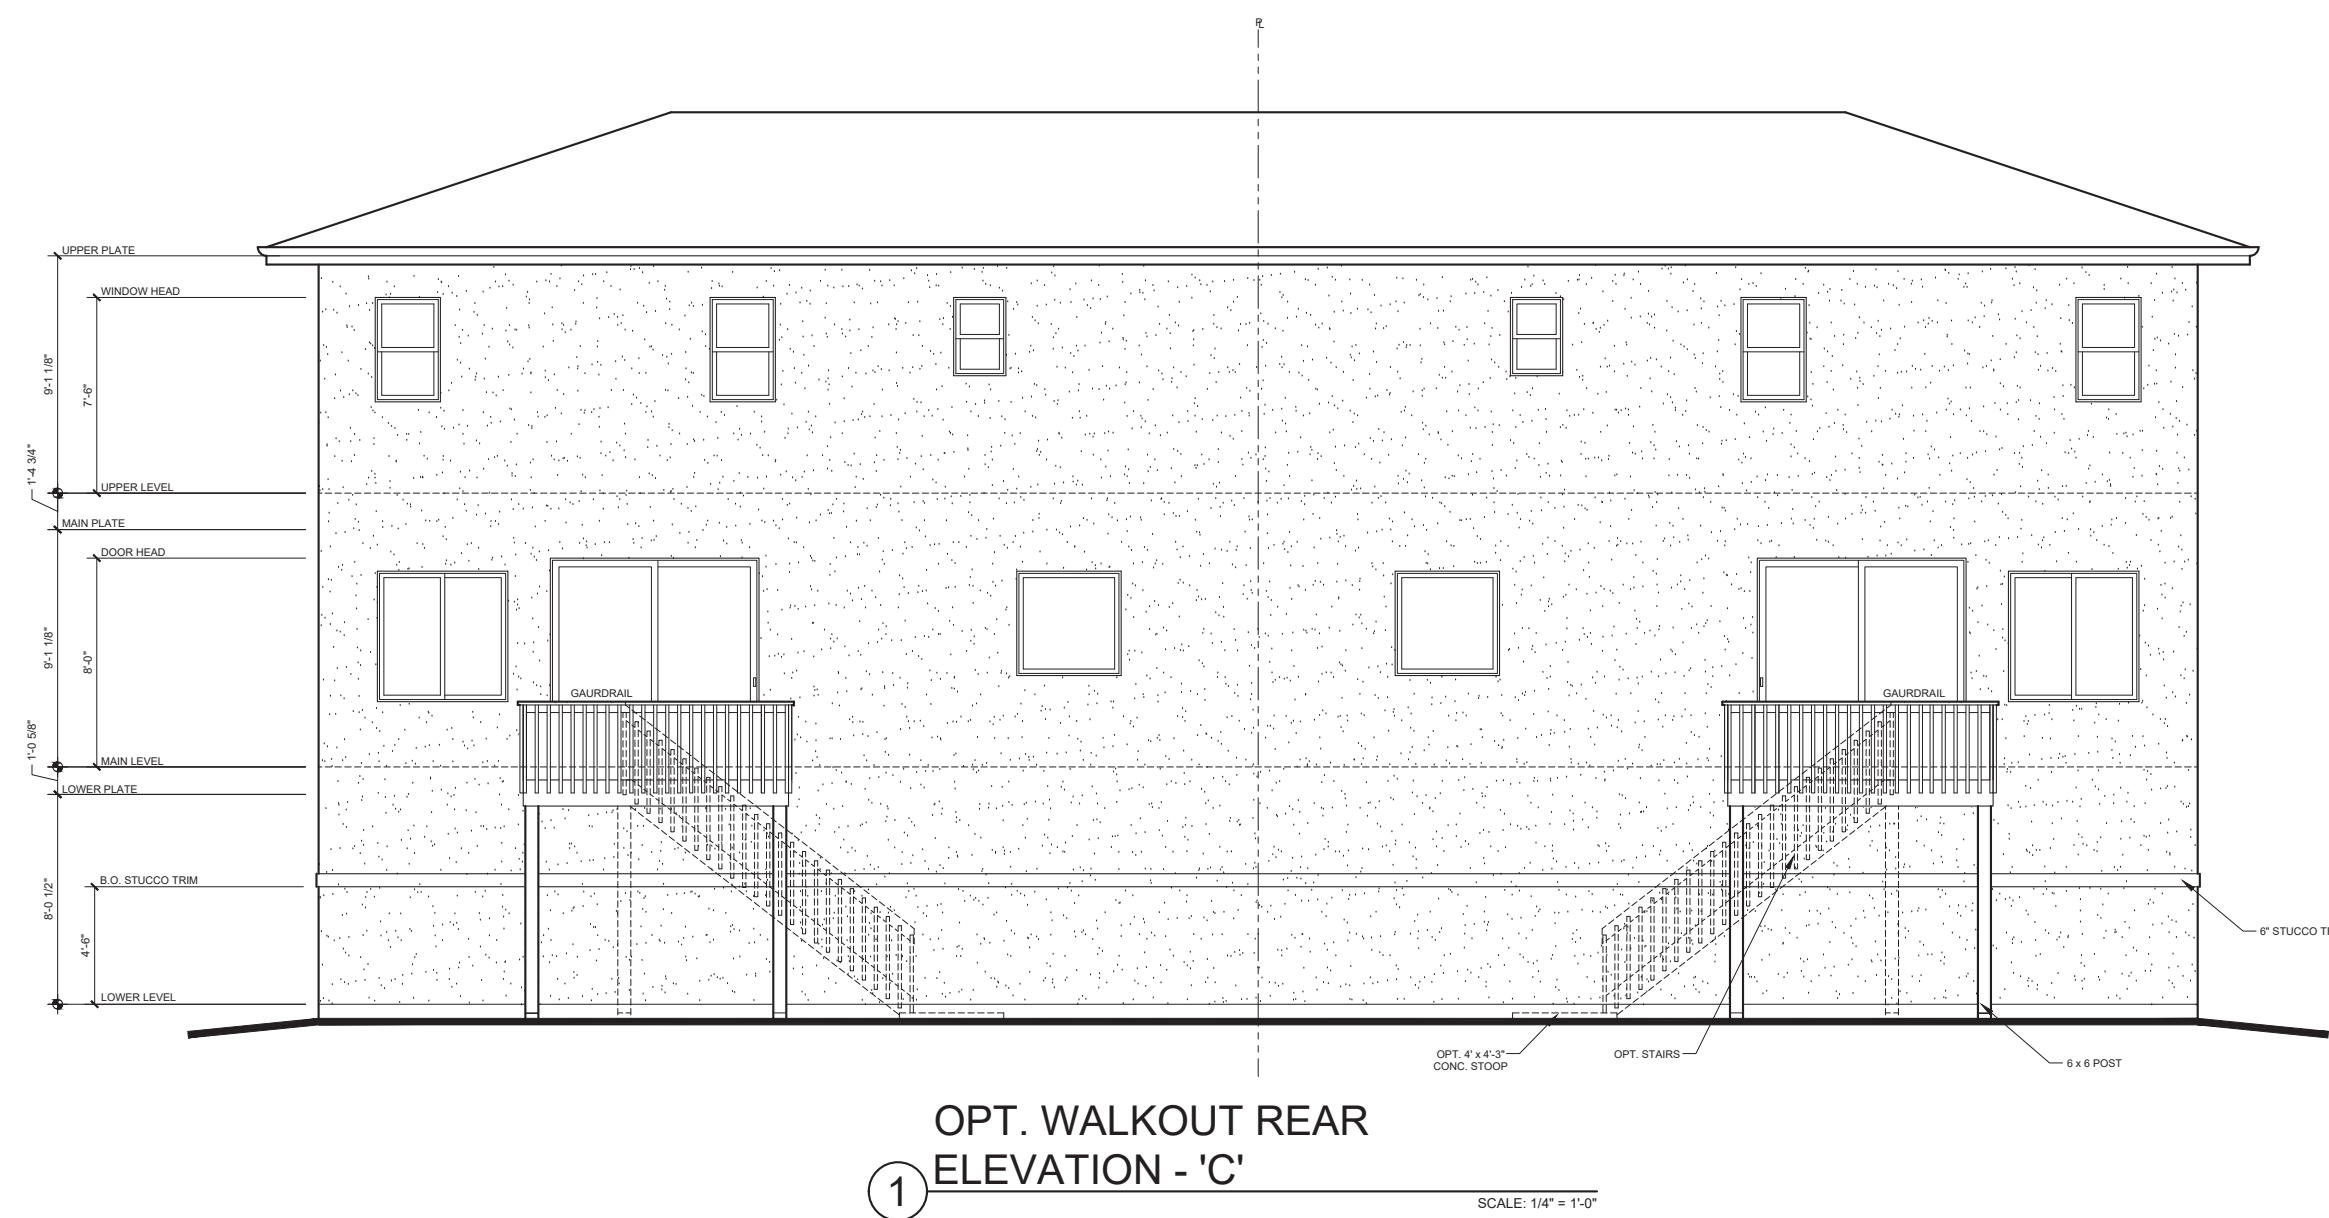 PL
UPPER PLATE
WINDOW HEAD
9'-1 1/8"
7'-6"
1'-4 3/4"
UPPER LEVEL
MAIN PLATE
DOOR HEAD
9'-1 1/8"
8'-0"
GAURDRAIL
GAURDRAIL
1'-0 5/8"
MAIN LEVEL
LOWER PLATE
8'-0 1/2"
B.O. STUCCO TRIM
4'-6"
6" STUCCO
LOWER LEVEL
OPT. 4' x 4'-3"
CONC. STOOP
OPT. STAIRS
6 x 6 POST
OPT. WALKOUT REAR
ELEVATION - 'C'
1
SCALE: 1/4" = 1'-0"